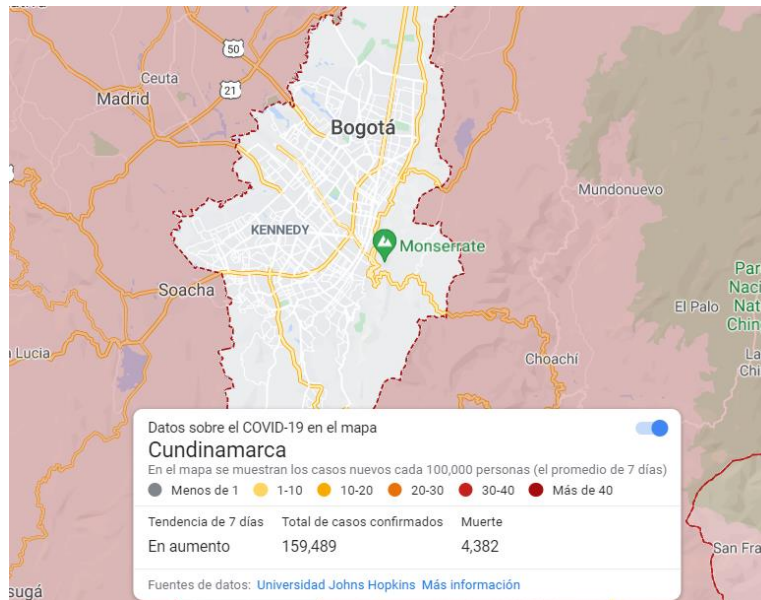 50
Ceuta
21
Madrid
Bogotá
Mundonuevo
KENNEDY
Monserrate
Soacha
El Palo
Choachí
Datos sobre el COVID-19 en el mapa
Cundinamarca
En el mapa se muestran los casos nuevos cada 100,000 personas (el promedio de 7 días)
Menos de 1 1-10 10-20 20-30 30-40 Más de 40
Tendencia de 7 días Total de casos confirmados Muerte
En aumento 159,489 4,382
Fuentes de datos: Universidad Johns Hopkins Más información
San Fra
sugá